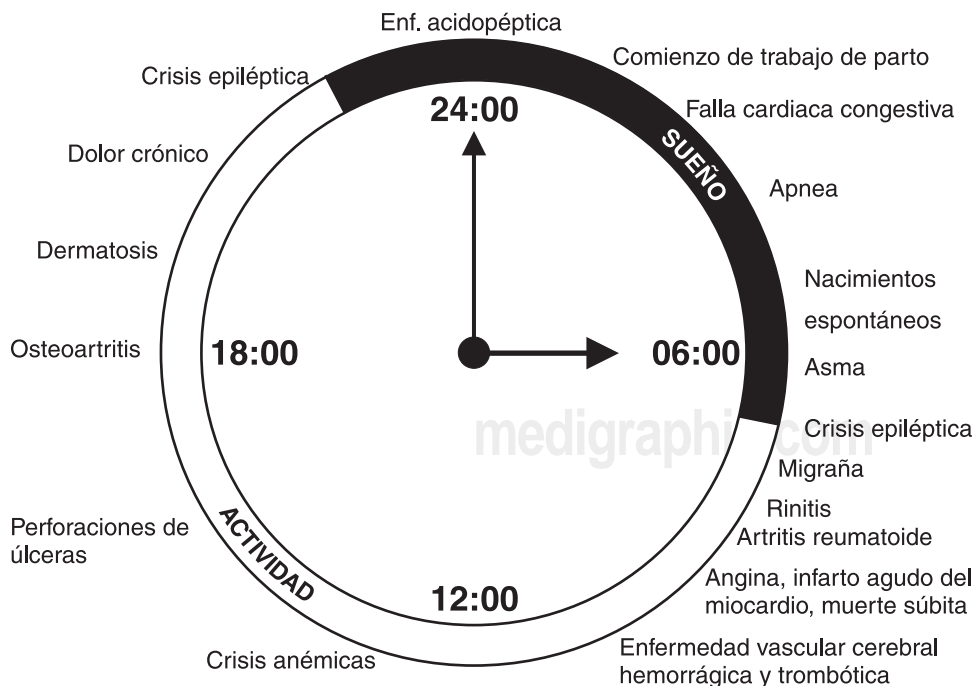 Enf. acidopéptica
Comienzo de trabajo de parto
Crisis epiléptica
24:00
Falla cardiaca congestiva
SUEÑO
Dolor crónico
Apnea
Dermatosis
Nacimientos
espontáneos
Osteoartritis
18:00
06:00
Asma
medigraphic.com
Crisis epiléptica
Migraña
Rinitis
Artritis reumatoide
Perforaciones de
úlceras
ACTIVIDAD
12:00
Angina, infarto agudo del
miocardio, muerte súbita
Crisis anémicas
Enfermedad vascular cerebral
hemorrágica y trombótica